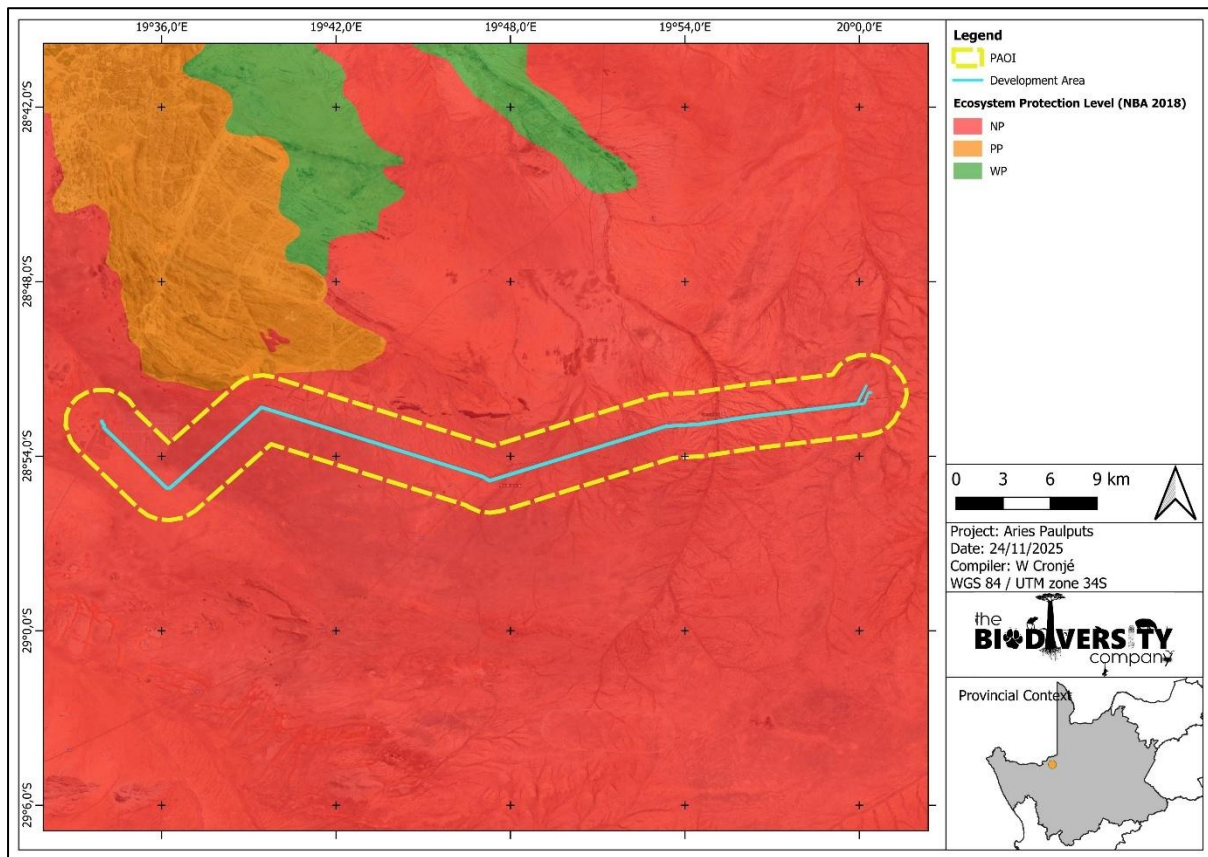 19°36,0'E
19°42,0'E
19°48,0'E
19°54,0'E
20°0,0'E
28°42,0'S
28°48,0'S
28°54,0'S
29°0,0'S
29°6,0'S
Legend
PAOI
Development Area
Ecosystem Protection Level (NBA 2018)
NP
PP
WP
0 3 6 9 km
Project: Aries Paulputs
Date: 24/11/2025
Compiler: W Cronjé
WGS 84 / UTM zone 34S
the
BIODIVERSITY
company
Provincial Context